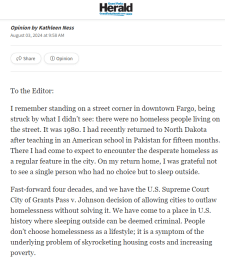 Herald
Opinion by Kathleen Ness
August 03, 2024 at 9:58 AM
Share
Opinion
To the Editor:
I remember standing on a street corner in downtown Fargo, being
struck by what I didn't see: there were no homeless people living on
the street. It was 1980. I had recently returned to North Dakota
after teaching in an American school in Pakistan for fifteen months.
There I had come to expect to encounter the desperate homeless as
a regular feature in the city. On my return home, I was grateful not
to see a single person who had no choice but to sleep outside.
Fast-forward four decades, and we have the U.S. Supreme Court
City of Grants Pass v. Johnson decision of allowing cities to outlaw
homelessness without solving it. We have come to a place in U.S.
history where sleeping outside can be deemed criminal. People
don't choose homelessness as a lifestyle; it is a symptom of the
underlying problem of skyrocketing housing costs and increasing
poverty.